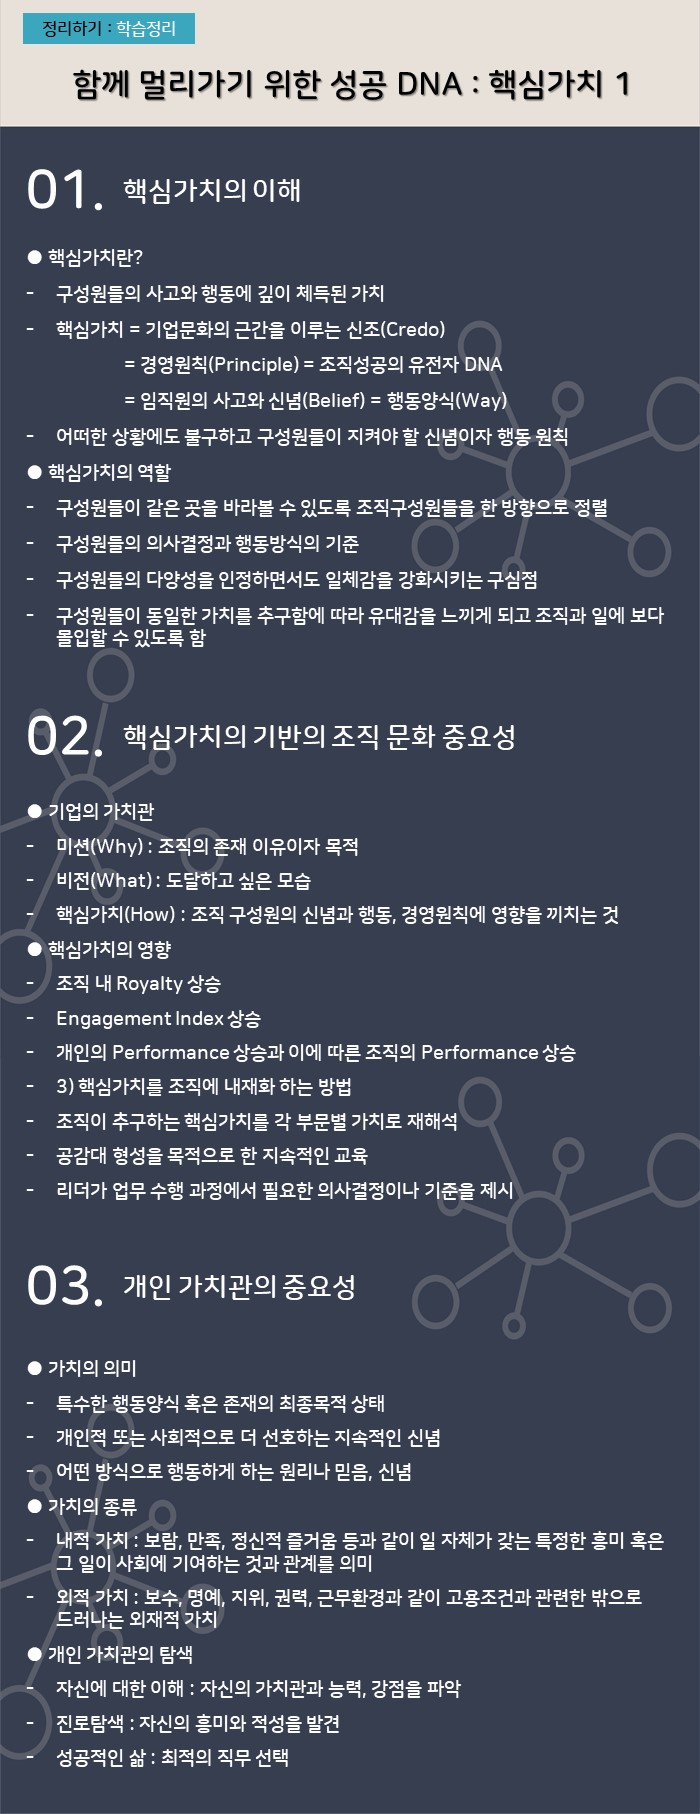 정리하기 : 학습정리
함께 멀리가기 위한 성공 DNA : 핵심가치 1
01. 핵심가치의 이해
● 핵심가치란?
- 구성원들의 사고와 행동에 깊이 체득된 가치
- 핵심가치 = 기업문화의 근간을 이루는 신조(Credo)
= 경영원칙(Principle) = 조직성공의 유전자 DNA
= 임직원의 사고와 신념(Belief) = 행동양식(Way)
- 어떠한 상황에도 불구하고 구성원들이 지켜야 할 신념이자 행동 원칙
● 핵심가치의 역할
- 구성원들이 같은 곳을 바라볼 수 있도록 조직구성원들을 한 방향으로 정렬
- 구성원들의 의사결정과 행동방식의 기준
- 구성원들의 다양성을 인정하면서도 일체감을 강화시키는 구심점
- 구성원들이 동일한 가치를 추구함에 따라 유대감을 느끼게 되고 조직과 일에 보다
몰입할 수 있도록 함
02. 핵심가치의 기반의 조직 문화 중요성
● 기업의 가치관
- 미션(Why) : 조직의 존재 이유이자 목적
- 비전(What) : 도달하고 싶은 모습
- 핵심가치(How) : 조직 구성원의 신념과 행동, 경영원칙에 영향을 끼치는 것
● 핵심가치의 영향
- 조직 내 Royalty 상승
- Engagement Index 상승
- 개인의 Performance 상승과 이에 따른 조직의 Performance 상승
- 3) 핵심가치를 조직에 내재화 하는 방법
- 조직이 추구하는 핵심가치를 각 부문별 가치로 재해석
- 공감대 형성을 목적으로 한 지속적인 교육
- 리더가 업무 수행 과정에서 필요한 의사결정이나 기준을 제시
03. 개인 가치관의 중요성
● 가치의 의미
- 특수한 행동양식 혹은 존재의 최종목적 상태
- 개인적 또는 사회적으로 더 선호하는 지속적인 신념
- 어떤 방식으로 행동하게 하는 원리나 믿음, 신념
● 가치의 종류
- 내적 가치 : 보람, 만족, 정신적 즐거움 등과 같이 일 자체가 갖는 특정한 흥미 혹은
그 일이 사회에 기여하는 것과 관계를 의미
- 외적 가치 : 보수, 명예, 지위, 권력, 근무환경과 같이 고용조건과 관련한 밖으로
드러나는 외재적 가치
● 개인 가치관의 탐색
- 자신에 대한 이해 : 자신의 가치관과 능력, 강점을 파악
- 진로탐색 : 자신의 흥미와 적성을 발견
- 성공적인 삶 : 최적의 직무 선택